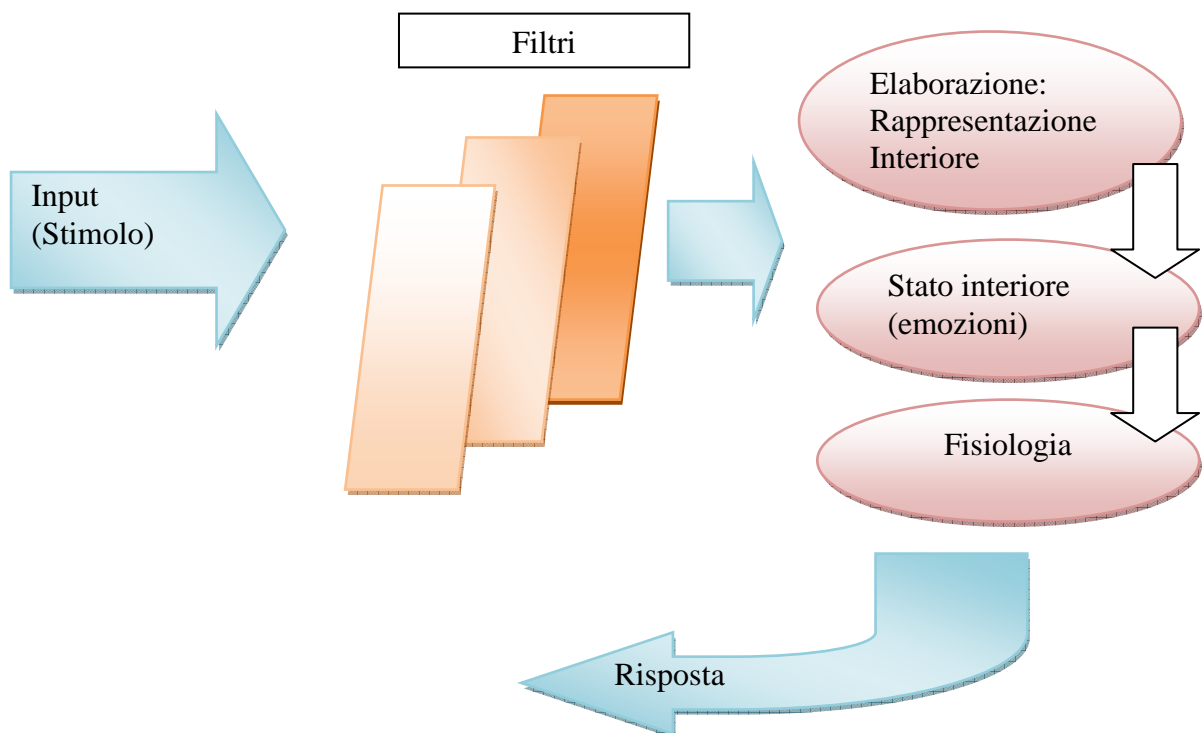 Filtri
Input
(Stimolo)
Elaborazione:
Rappresentazione
Interiore
Stato interiore
(emozioni)
Fisiologia
Risposta